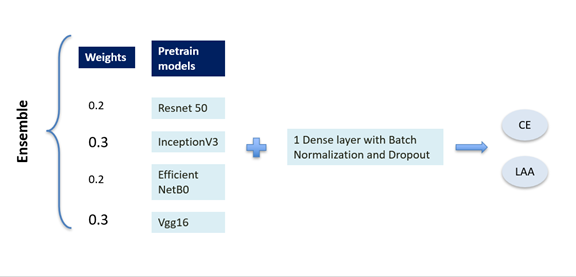 Ensemble
Weights
Pretrain
models
0.2
Resnet 50
0.3
InceptionV3
0.2
Efficient
NetB0
0.3
Vgg16
1 Dense layer with Batch
Normalization and Dropout
CE
LAA